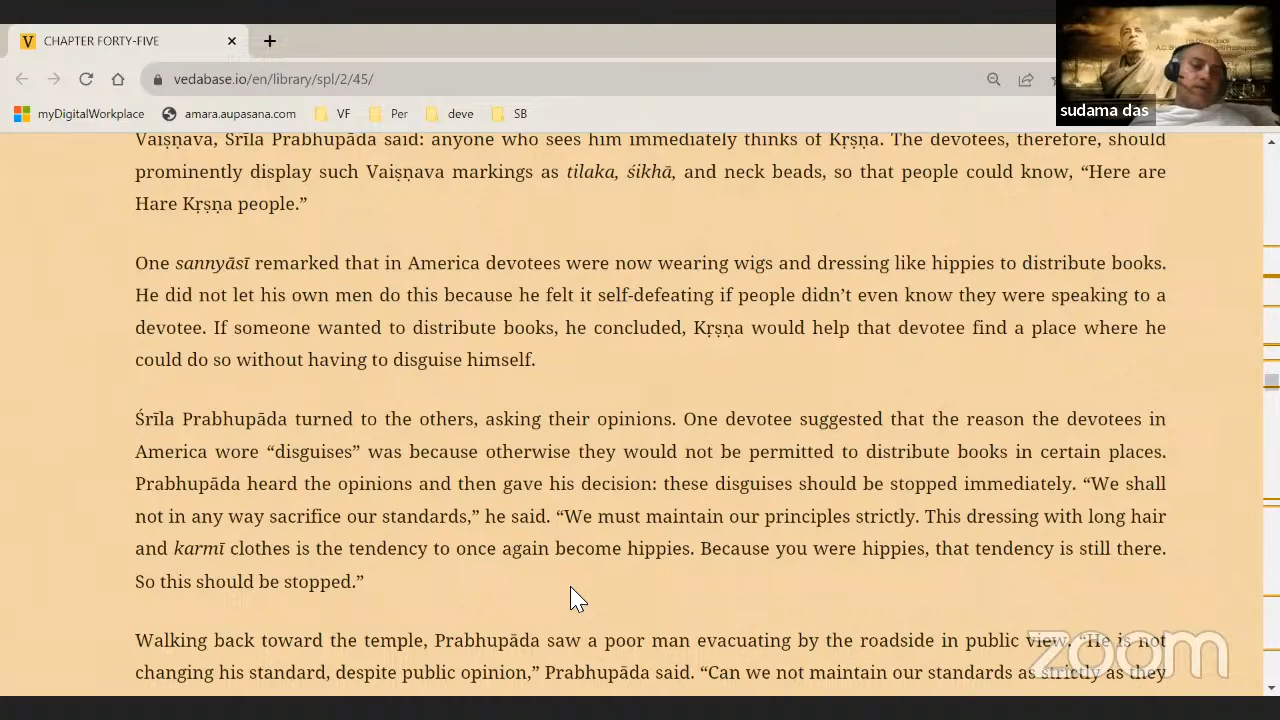 CHAPTER FORTY-FIVE
vedabase.io/en/library/spl/2/45/
myDigitalWorkplace amara.aupasana.com VF Per deve SB
sudama das
Vaiṣṇava, Śrīla Prabhupāda said: anyone who sees him immediately thinks of Kṛṣṇa. The devotees, therefore, should
prominently display such Vaiṣṇava markings as tilaka, śikhā, and neck beads, so that people could know, “Here are
Hare Kṛṣṇa people.”
One sannyāsī remarked that in America devotees were now wearing wigs and dressing like hippies to distribute books.
He did not let his own men do this because he felt it self-defeating if people didn’t even know they were speaking to a
devotee. If someone wanted to distribute books, he concluded, Kṛṣṇa would help that devotee find a place where he
could do so without having to disguise himself.
Śrīla Prabhupāda turned to the others, asking their opinions. One devotee suggested that the reason the devotees in
America wore “disguises” was because otherwise they would not be permitted to distribute books in certain places.
Prabhupāda heard the opinions and then gave his decision: these disguises should be stopped immediately. “We shall
not in any way sacrifice our standards,” he said. “We must maintain our principles strictly. This dressing with long hair
and karmī clothes is the tendency to once again become hippies. Because you were hippies, that tendency is still there.
So this should be stopped.”
Walking back toward the temple, Prabhupāda saw a poor man evacuating by the roadside in public view. “He is not
changing his standard, despite public opinion,” Prabhupāda said. “Can we not maintain our standards as strictly as they
zoom